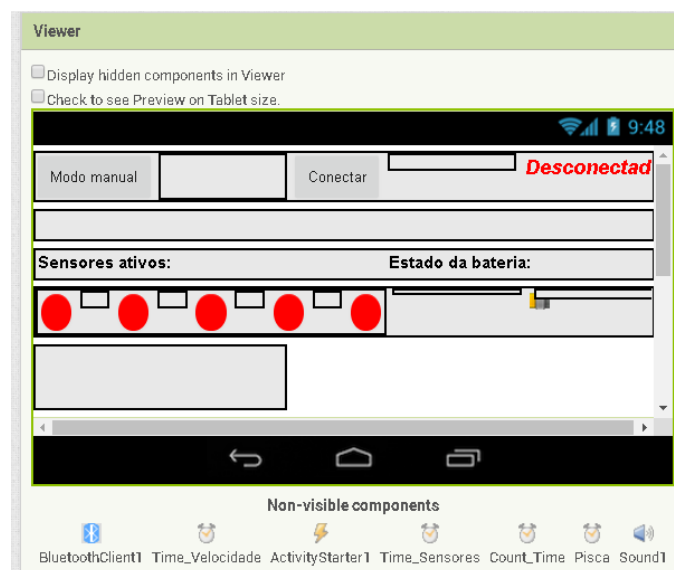 Viewer
Display hidden components in Viewer
Check to see Preview on Tablet size.
9:48
Modo manual Conectar Desconectad
Sensores ativos: Estado da bateria:
Non-visible components
BluetoothClient1 Time_Velocidade ActivityStarter1 Time_Sensores Count_Time Pisca Sound1